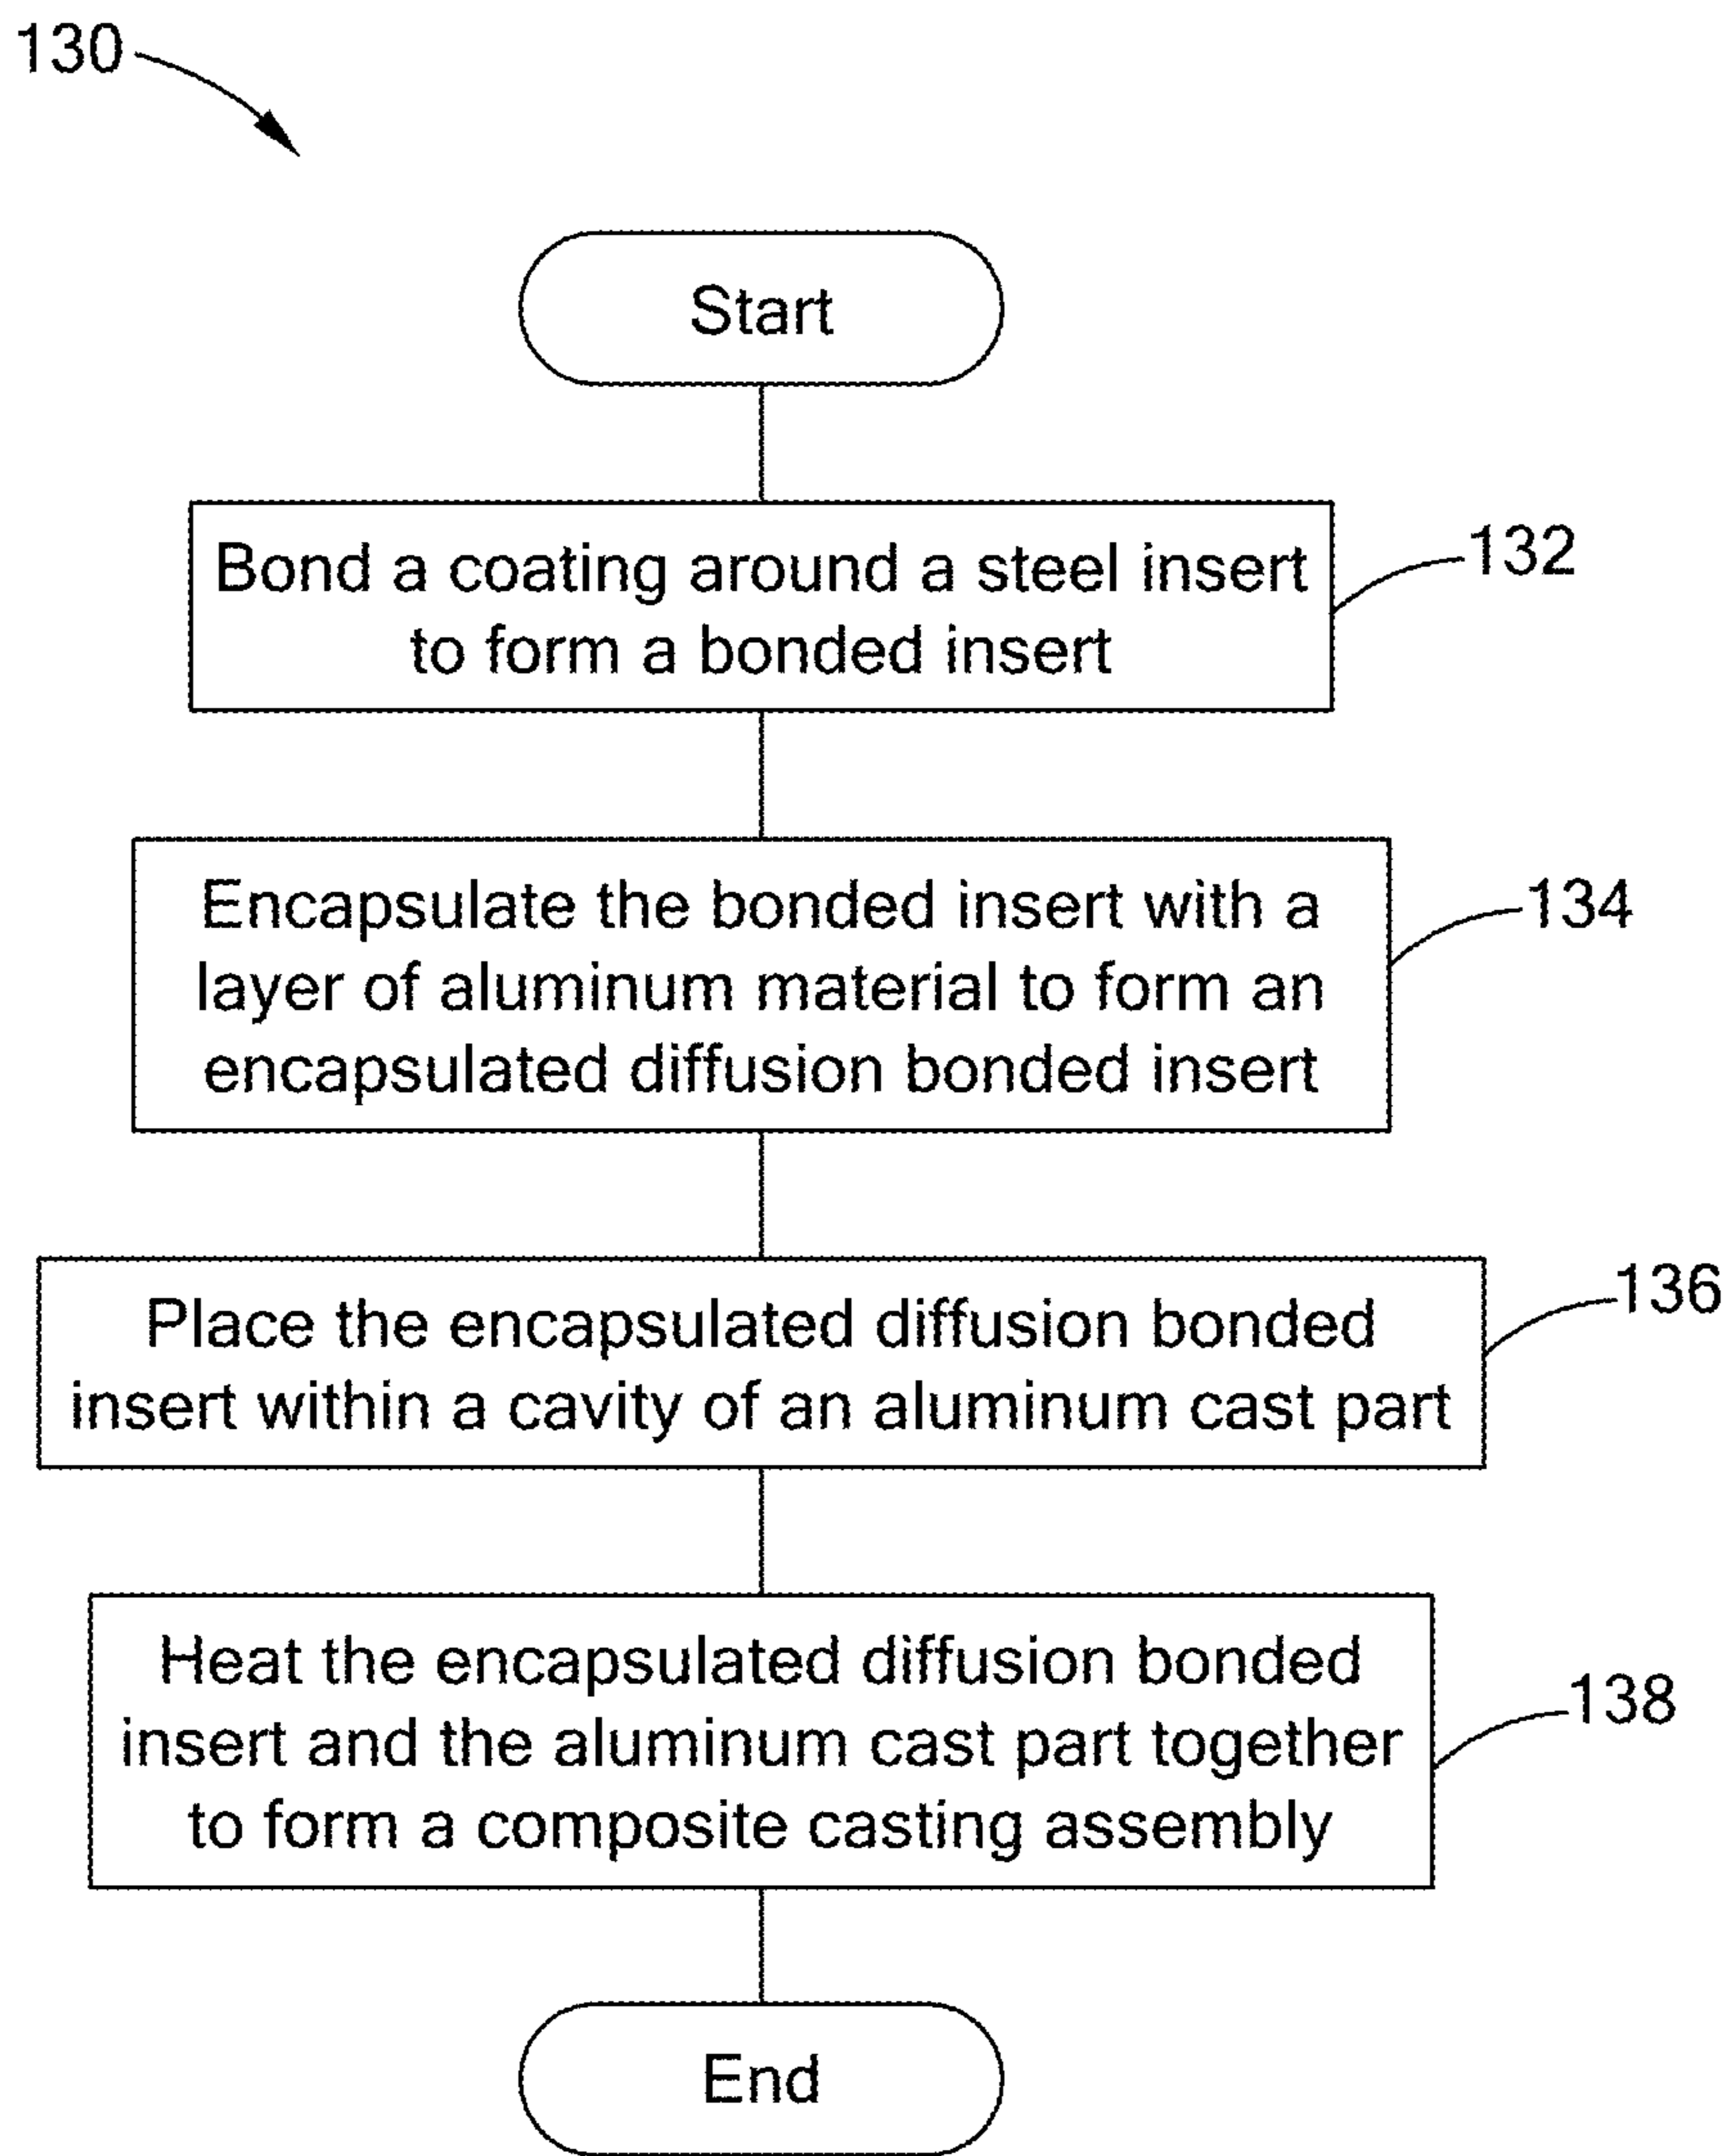 130
Start
Bond a coating around a steel insert
to form a bonded insert
132
Encapsulate the bonded insert with a
layer of aluminum material to form an
encapsulated diffusion bonded insert
134
Place the encapsulated diffusion bonded
insert within a cavity of an aluminum cast part
136
Heat the encapsulated diffusion bonded
insert and the aluminum cast part together
to form a composite casting assembly
138
End